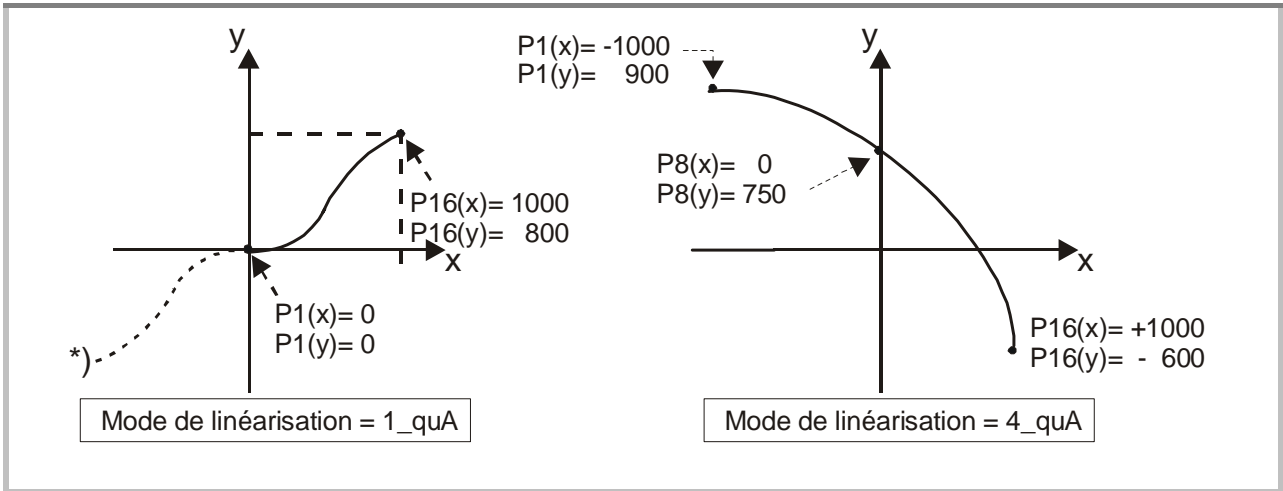 y
P16(x)= 1000
P16(y)= 800
x
P1(x)= 0
P1(y)= 0
*)
Mode de linéarisation = 1_quA
P1(x)= -1000
P1(y)= 900
y
P8(x)= 0
P8(y)= 750
x
P16(x)= +1000
P16(y)= - 600
Mode de linéarisation = 4_quA